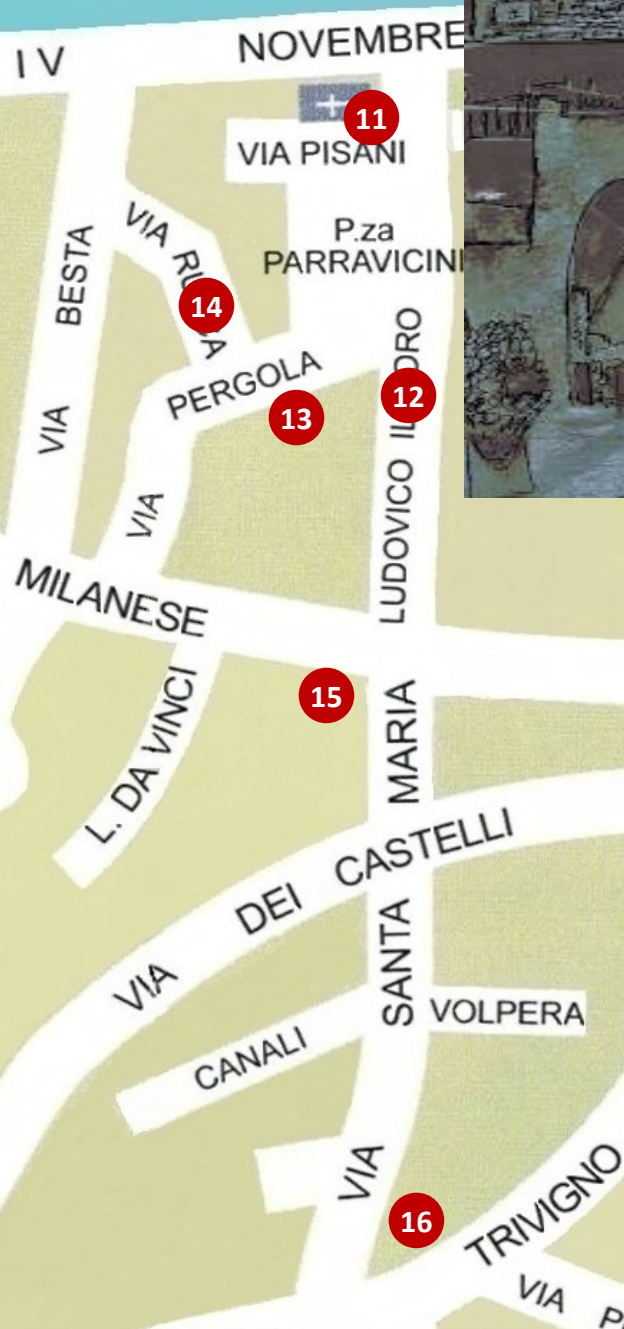 IV NOVEMBRE
11
VIA PISANI
P.za
PARRAVICINI
VIA BESTA
VIA RU
A
14
VIA PERGOLA
13
12
LUDOVICO IL
ORO
MILANESE
15
L. DA VINCI
VIA SANTA MARIA
VIA DEI CASTELLI
VOLPERA
CANALI
16
TRIVIGNO
VIA P